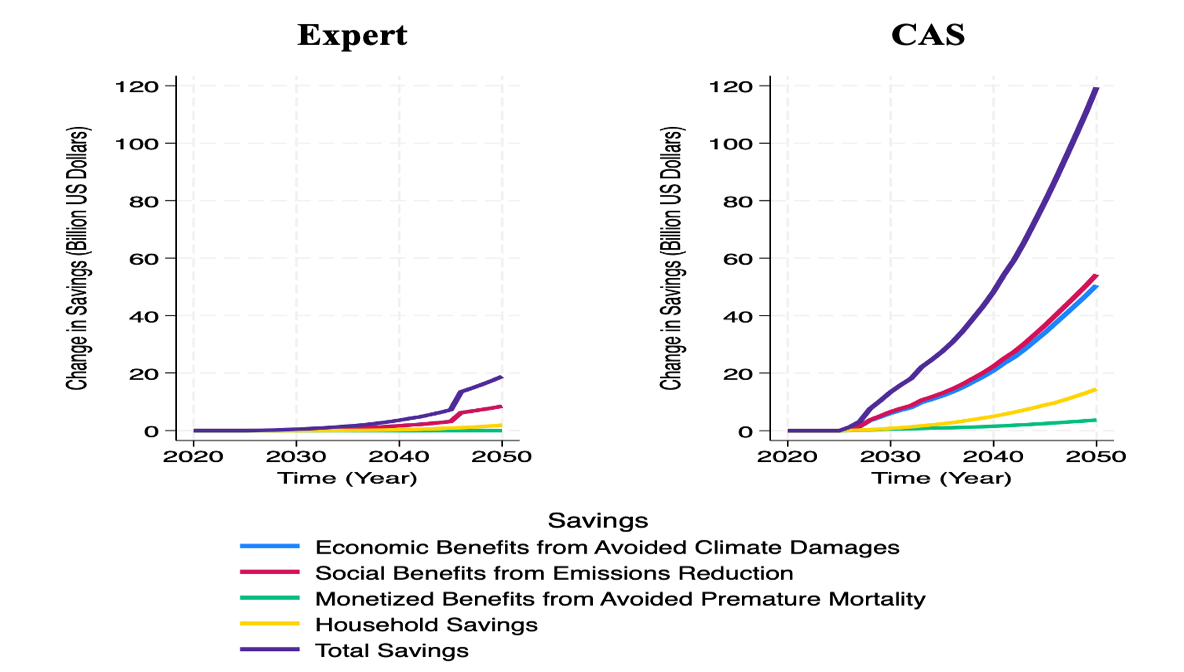 Expert
CAS
120
100
80
60
40
20
0
Change in Savings (Billion US Dollars)
2020 2030 2040 2050
Time (Year)
120
100
80
60
40
20
0
Change in Savings (Billion US Dollars)
2020 2030 2040 2050
Time (Year)
Savings
Economic Benefits from Avoided Climate Damages
Social Benefits from Emissions Reduction
Monetized Benefits from Avoided Premature Mortality
Household Savings
Total Savings